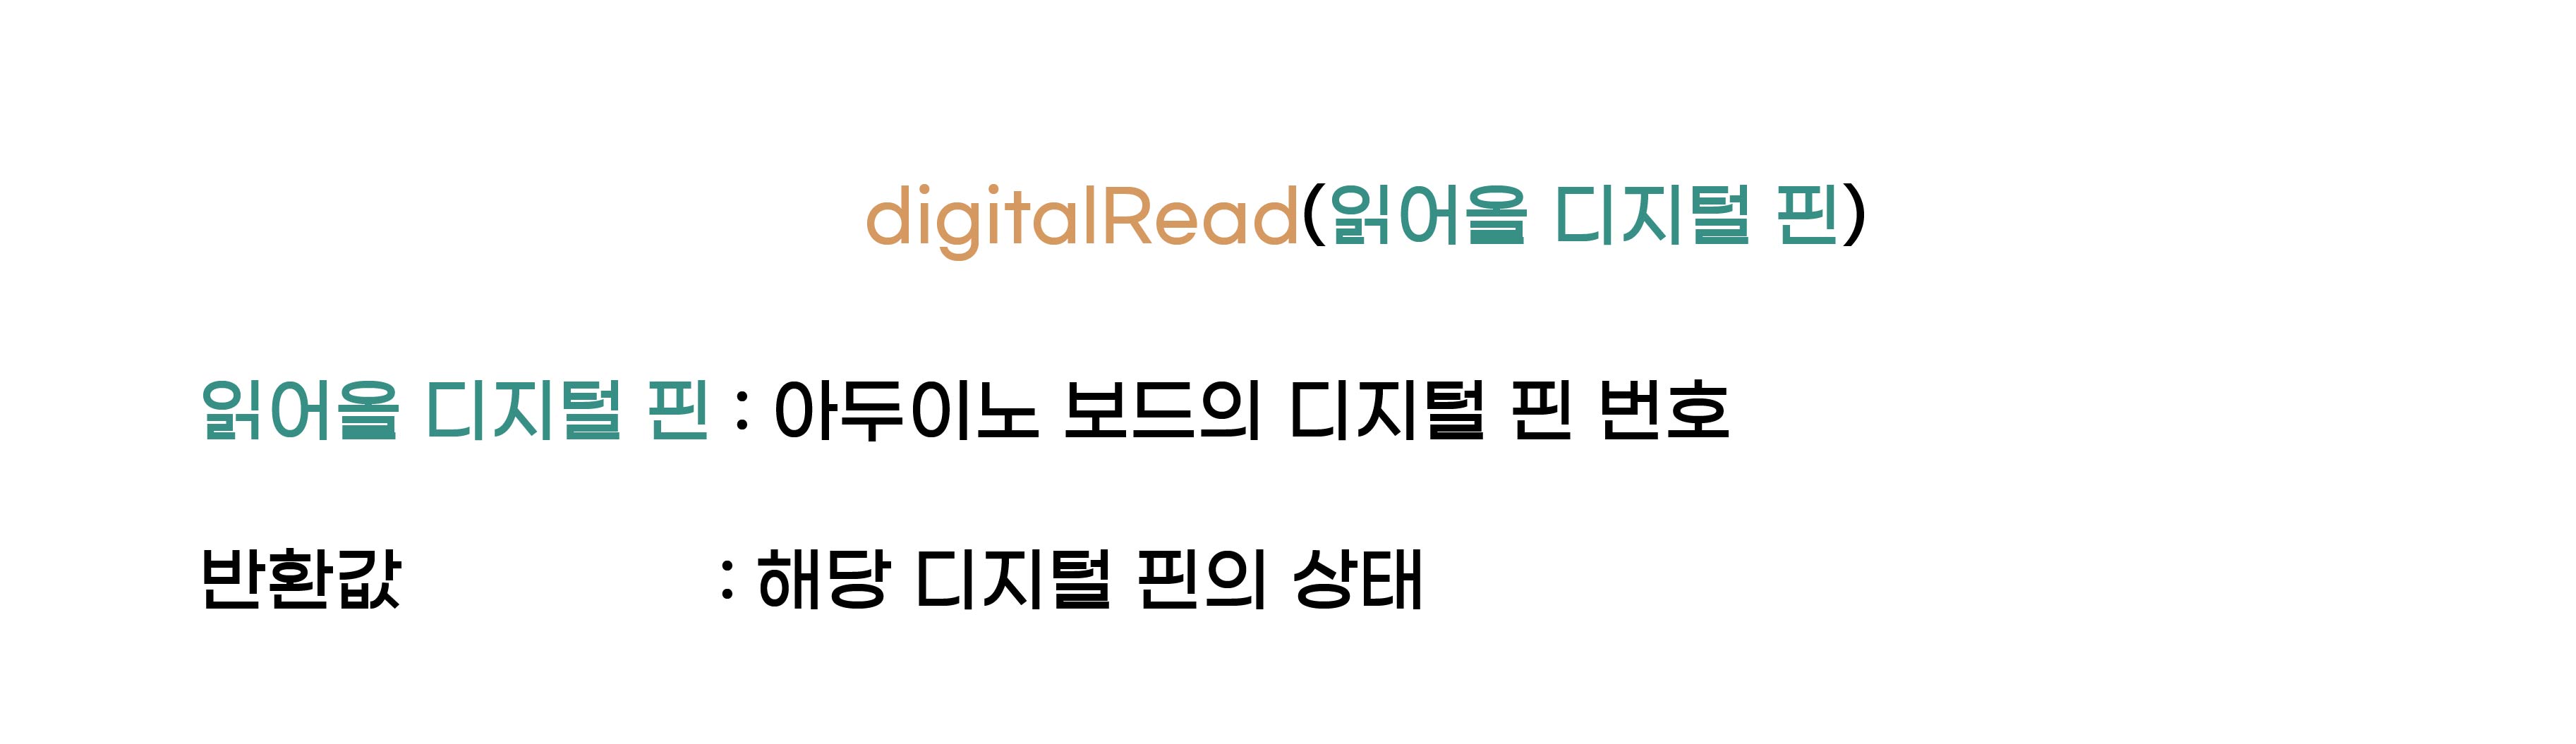 digitalRead(읽어올 디지털 핀)
읽어올 디지털 핀 : 아두이노 보드의 디지털 핀 번호
반환값 : 해당 디지털 핀의 상태